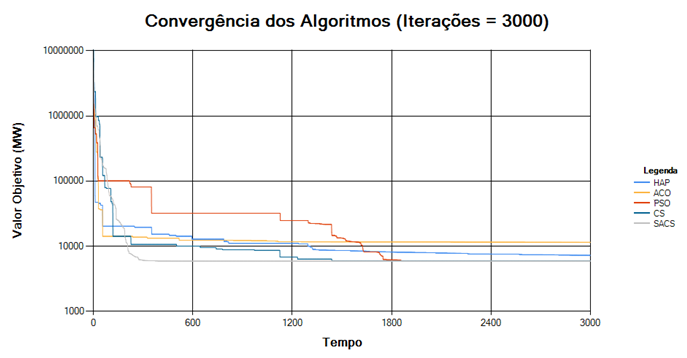 Convergência dos Algoritmos (Iterações = 3000)
10000000
1000000
100000
10000
1000
Valor Objetivo (MW)
0
600
1200
1800
2400
3000
Tempo
Legenda
HAP
ACO
PSO
CS
SACS